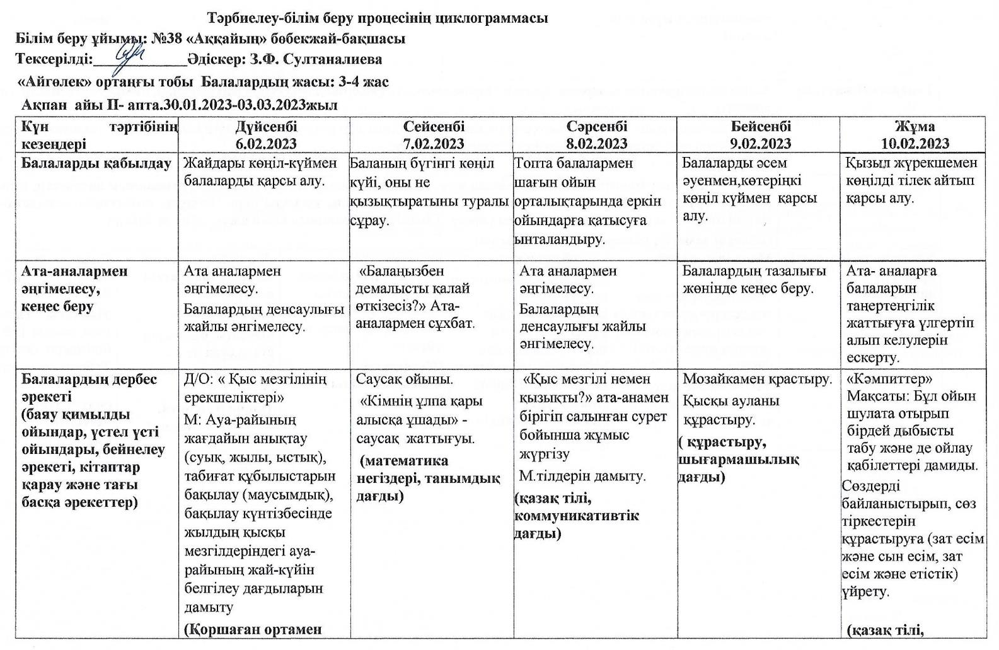 Тәрбиелеу-білім беру процесінің циклограммасы
Білім беру ұйымы: №38 «Аққайың» бөбекжай-бақшасы
Тексерілді:____________Әдіскер: З.Ф. Султаналиева
«Айгөлек» ортаңғы тобы Балалардың жасы: 3-4 жас
Ақпан айы П- апта.30.01.2023-03.03.2023жыл
Күн тәртібінің
кезеңдері
Дүйсенбі
6.02.2023
Сейсенбі
7.02.2023
Сәрсенбі
8.02.2023
Бейсенбі
9.02.2023
Жұма
10.02.2023
Балаларды қабылдау
Жайдары көңіл-күймен
балаларды қарсы алу.
Баланың бүгінгі көңіл
күйі, оны не
қызықтыратыны туралы
сұрау.
Топта балалармен
шағын ойын
орталықтарында еркін
ойындарға қатысуға
ынталандыру.
Балаларды әсем
әуенмен,көтеріңкі
көңіл күймен қарсы
алу.
Қызыл жүрекшемен
көңілді тілек айтып
қарсы алу.
Ата-аналармен
әңгімелесу,
кеңес беру
Ата аналармен
әңгімелесу.
Балалардың денсаулығы
жайлы әнгімелесу.
«Балаңызбен
демалысты қалай
өткізесіз?» Ата-
аналармен сұхбат.
Ата аналармен
әңгімелесу.
Балалардың
денсаулығы жайлы
әнгімелесу.
Балалардың тазалығы
жөнінде кеңес беру.
Ата- аналарға
балаларын
таңертеңгілік
жаттығуға үлгертіп
алып келулерін
ескерту.
Балалардың дербес
әрекеті
(баяу қимылды
ойындар, үстел үсті
ойындары, бейнелеу
әрекеті, кітаптар
қарау және тағы
басқа әрекеттер)
Д/О: « Қыс мезгілінің
ерекшеліктері»
М: Ауа-райының
жағдайын анықтау
(суық, жылы, ыстық),
табиғат құбылыстарын
бақылау (маусымдық),
бақылау күнтізбесінде
жылдың қысқы
мезгілдеріндегі ауа-
райының жай-күйін
белгілеу дағдыларын
дамыту
(Қоршаған ортамен
Саусақ ойыны.
«Кімнің ұлпа қары
алысқа ұшады» -
саусақ жаттығуы.
(математика
негіздері, танымдық
дағды)
«Қыс мезгілі немен
қызықты?» ата-анамен
бірігіп салынған сурет
бойынша жұмыс
жүргізу
М.тілдерін дамыту.
(қазақ тілі,
коммуникативтік
дағды)
Мозайкамен қрастыру.
Қысқы ауланы
құрастыру.
( құрастыру,
шығармашылық
дағды)
«Кәмпиттер»
Мақсаты: Бұл ойын
шулата отырып
бірдей дыбысты
табу және де ойлау
қабілеттері дамиды.
Сөздерді
байланыстырып, сөз
тіркестерін
құрастыруға (зат есім
және сын есім, зат
есім және етістік)
үйрету.
(қазақ тілі,